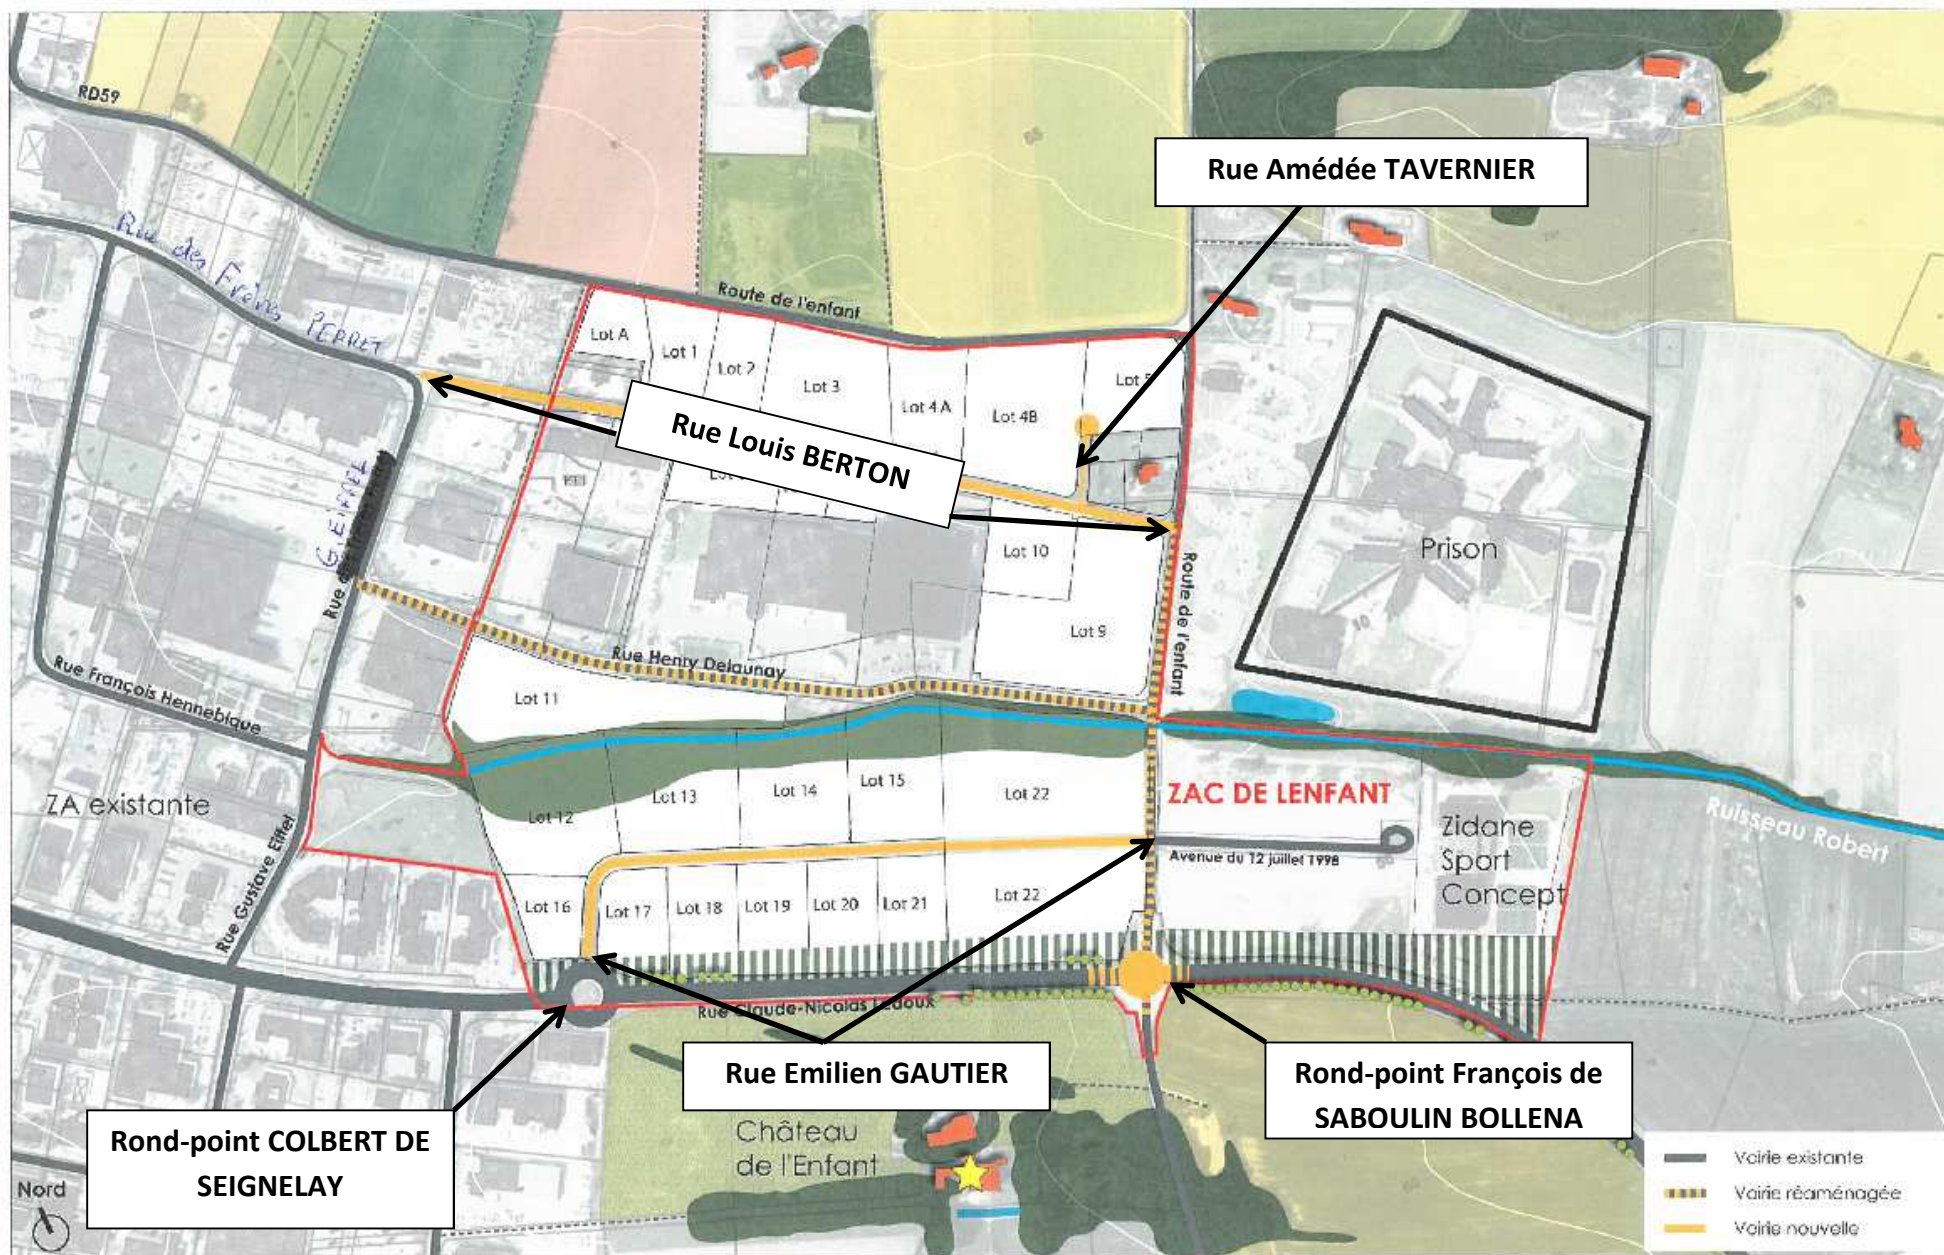 RD59
Rue des Frères PERRET
Route de l'enfant
Rue Amédée TAVERNIER
Lot A
Lot 1
Lot 2
Lot 3
Lot 4A
Lot 4B
Lot 5
Rue Louis BERTON
G. EIFFEL
Rue
Lot 10
Lot 9
Route de l'enfant
Prison
Rue Henry Delaunay
Rue François Hennebique
Lot 11
ZA existante
Lot 12
Lot 13
Lot 14
Lot 15
Lot 22
ZAC DE LENFANT
Avenue du 12 juillet 1998
Zidane
Sport
Concept
Ruisseau Robert
Rue Gustave Eiffel
Lot 16
Lot 17
Lot 18
Lot 19
Lot 20
Lot 21
Lot 22
Rue Claude-Nicolas Ledoux
Rue Emilien GAUTIER
Rond-point François de
SABOULIN BOLLENA
Rond-point COLBERT DE
SEIGNELAY
Château
de l'Enfant
Nord
Voirie existante
Voirie réaménagée
Voirie nouvelle